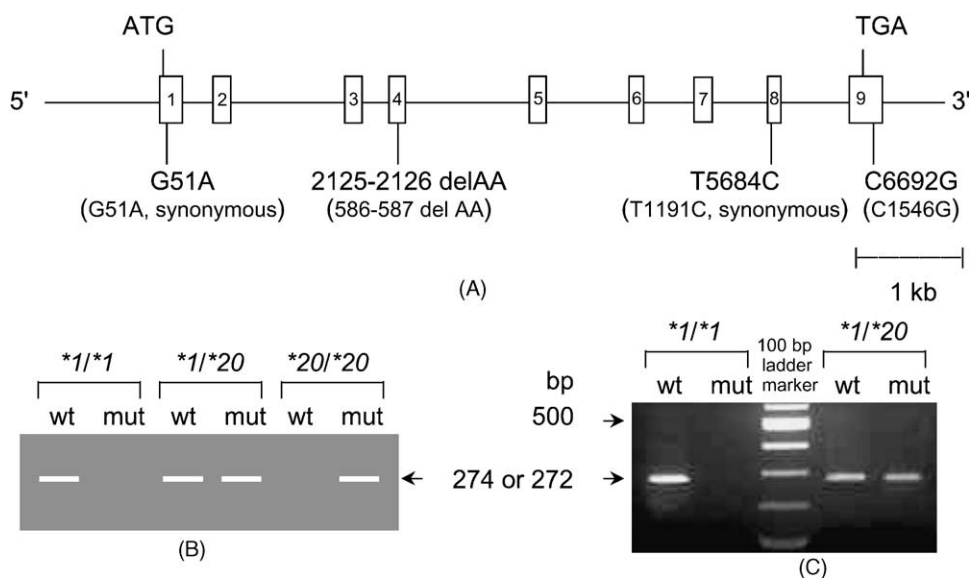 ATG TGA
5' 1 2 3 4 5 6 7 8 9 3'
G51A 2125-2126 delAA T5684C C6692G
(G51A, synonymous) (586-587 del AA) (T1191C, synonymous) (C1546G)
(A)
1 kb
*1/*1 *1/*20 *20/*20
wt mut wt mut wt mut
(B)
bp
500
274 or 272
*1/*1 100 bp ladder marker *1/*20
wt mut wt mut
(C)